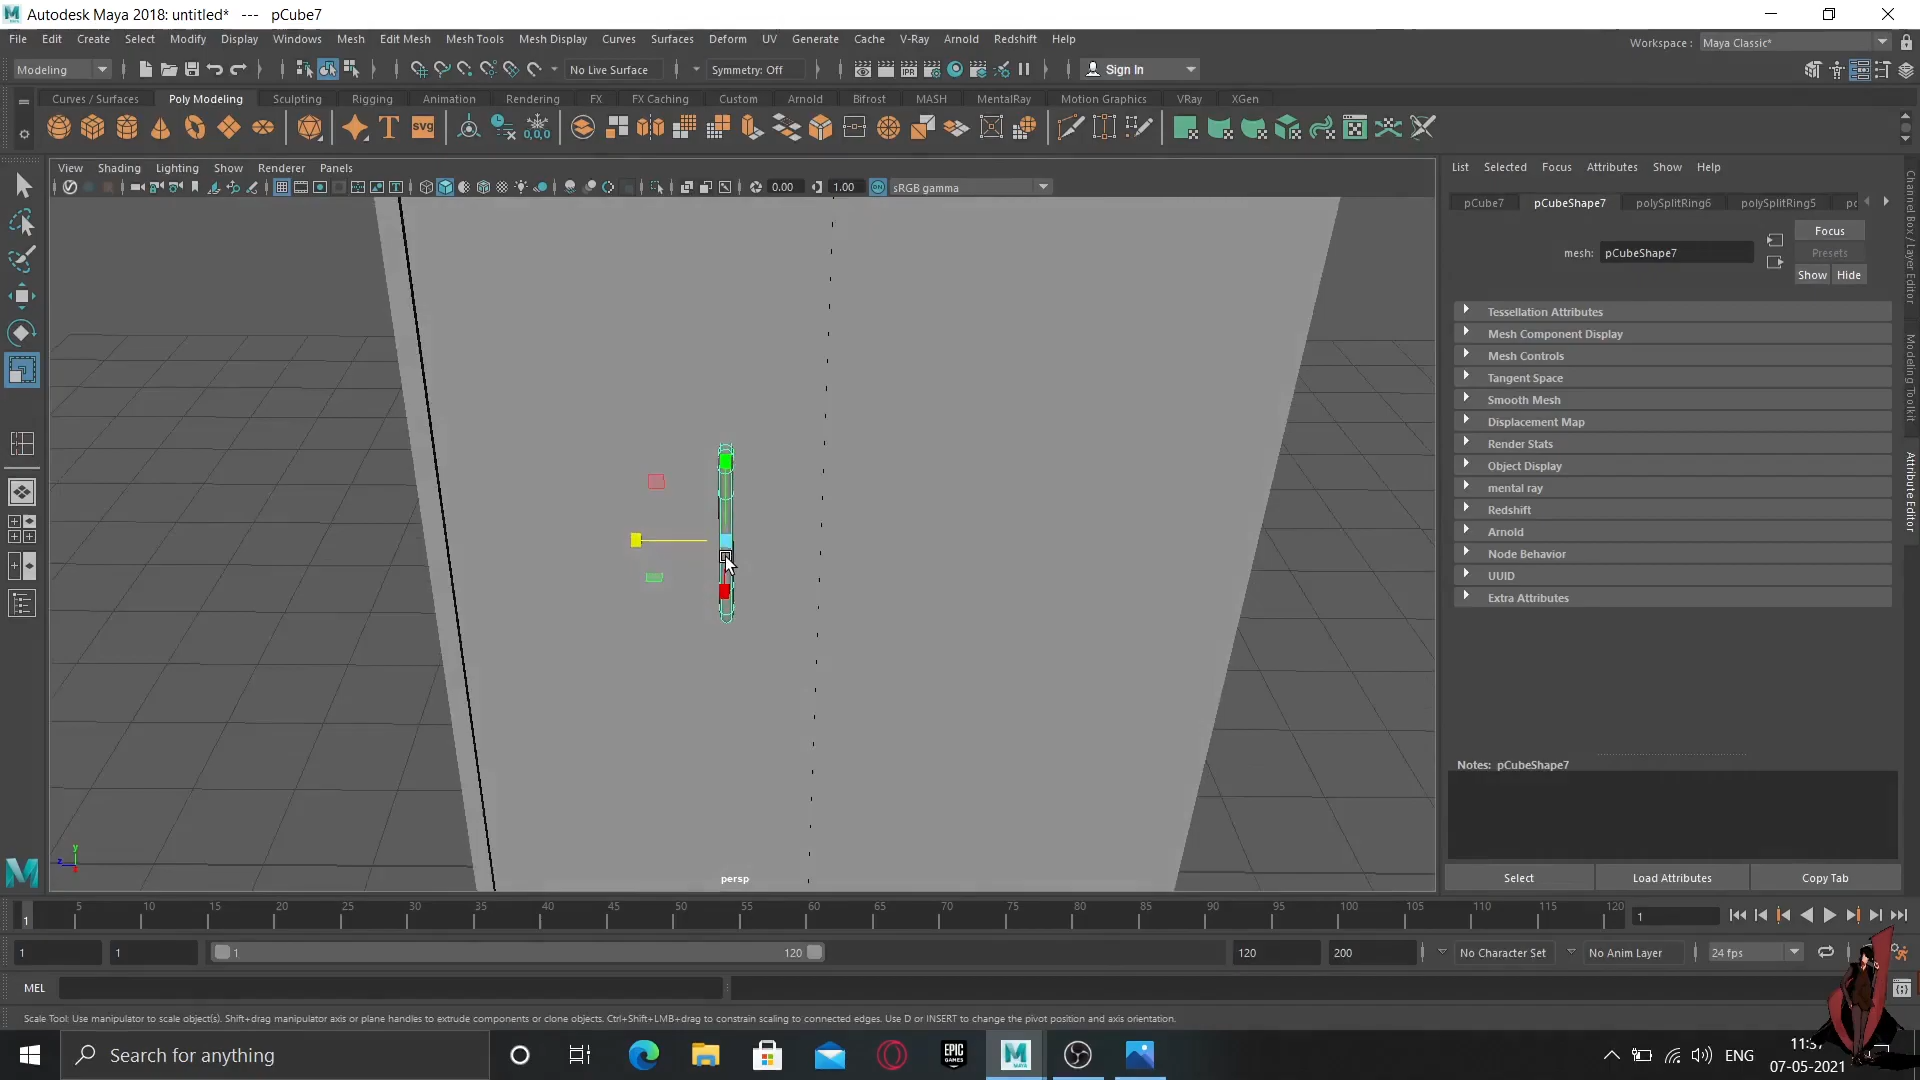 Autodesk Maya 2018: untitled* --- pCube7
File Edit Create Select Modify Display Windows Mesh Edit Mesh Mesh Tools Mesh Display Curves Surfaces Deform UV Generate Cache V-Ray Arnold Redshift Help
Workspace : Maya Classic*
Modeling No Live Surface Symmetry: Off Sign In
Curves / Surfaces Poly Modeling Sculpting Rigging Animation Rendering FX FX Caching Custom Arnold Bifrost MASH MentalRay Motion Graphics VRay XGen
View Shading Lighting Show Renderer Panels
0.00 1.00 sRGB gamma
List Selected Focus Attributes Show Help
pCube7 pCubeShape7 polySplitRing6 polySplitRing5
Focus
mesh: pCubeShape7
Presets
Show Hide
Tessellation Attributes
Mesh Component Display
Mesh Controls
Tangent Space
Smooth Mesh
Displacement Map
Render Stats
Object Display
mental ray
Redshift
Arnold
Node Behavior
UUID
Extra Attributes
Notes: pCubeShape7
Select Load Attributes Copy Tab
Channel Box / Layer Editor
Modeling Toolkit
Attribute Editor
persp
5 10 15 20 25 30 35 40 45 50 55 60 65 70 75 80 85 90 95 100 105 110 115 120
1 1
1 1 1 120 120 200 No Character Set No Anim Layer 24 fps
MEL
Scale Tool: Use manipulator to scale object(s). Shift+drag manipulator axis or plane handles to extrude components or clone objects. Ctrl+Shift+LMB+drag to constrain scaling to connected edges. Use D or INSERT to change the pivot position and axis orientation.
Search for anything
EPIC GAMES
ENG
07-05-2021